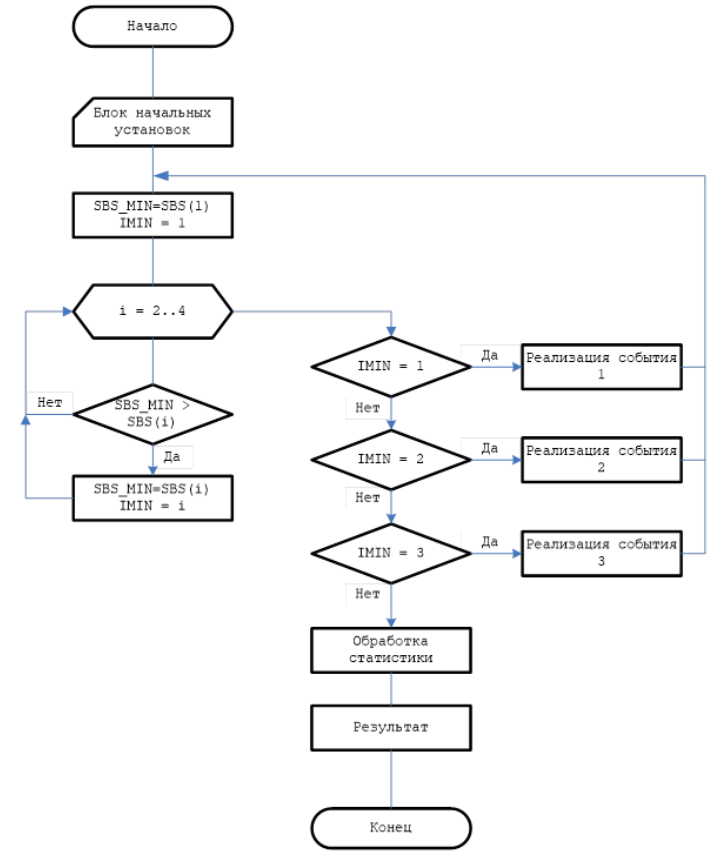 Начало
Блок начальных
установок
SBS_MIN=SBS(1)
IMIN = 1
i = 2..4
SBS_MIN >
SBS(i)
Нет
Да
SBS_MIN=SBS(i)
IMIN = i
IMIN = 1
Да
Реализация события
1
Нет
IMIN = 2
Да
Реализация события
2
Нет
IMIN = 3
Да
Реализация события
3
Нет
Обработка
статистики
Результат
Конец